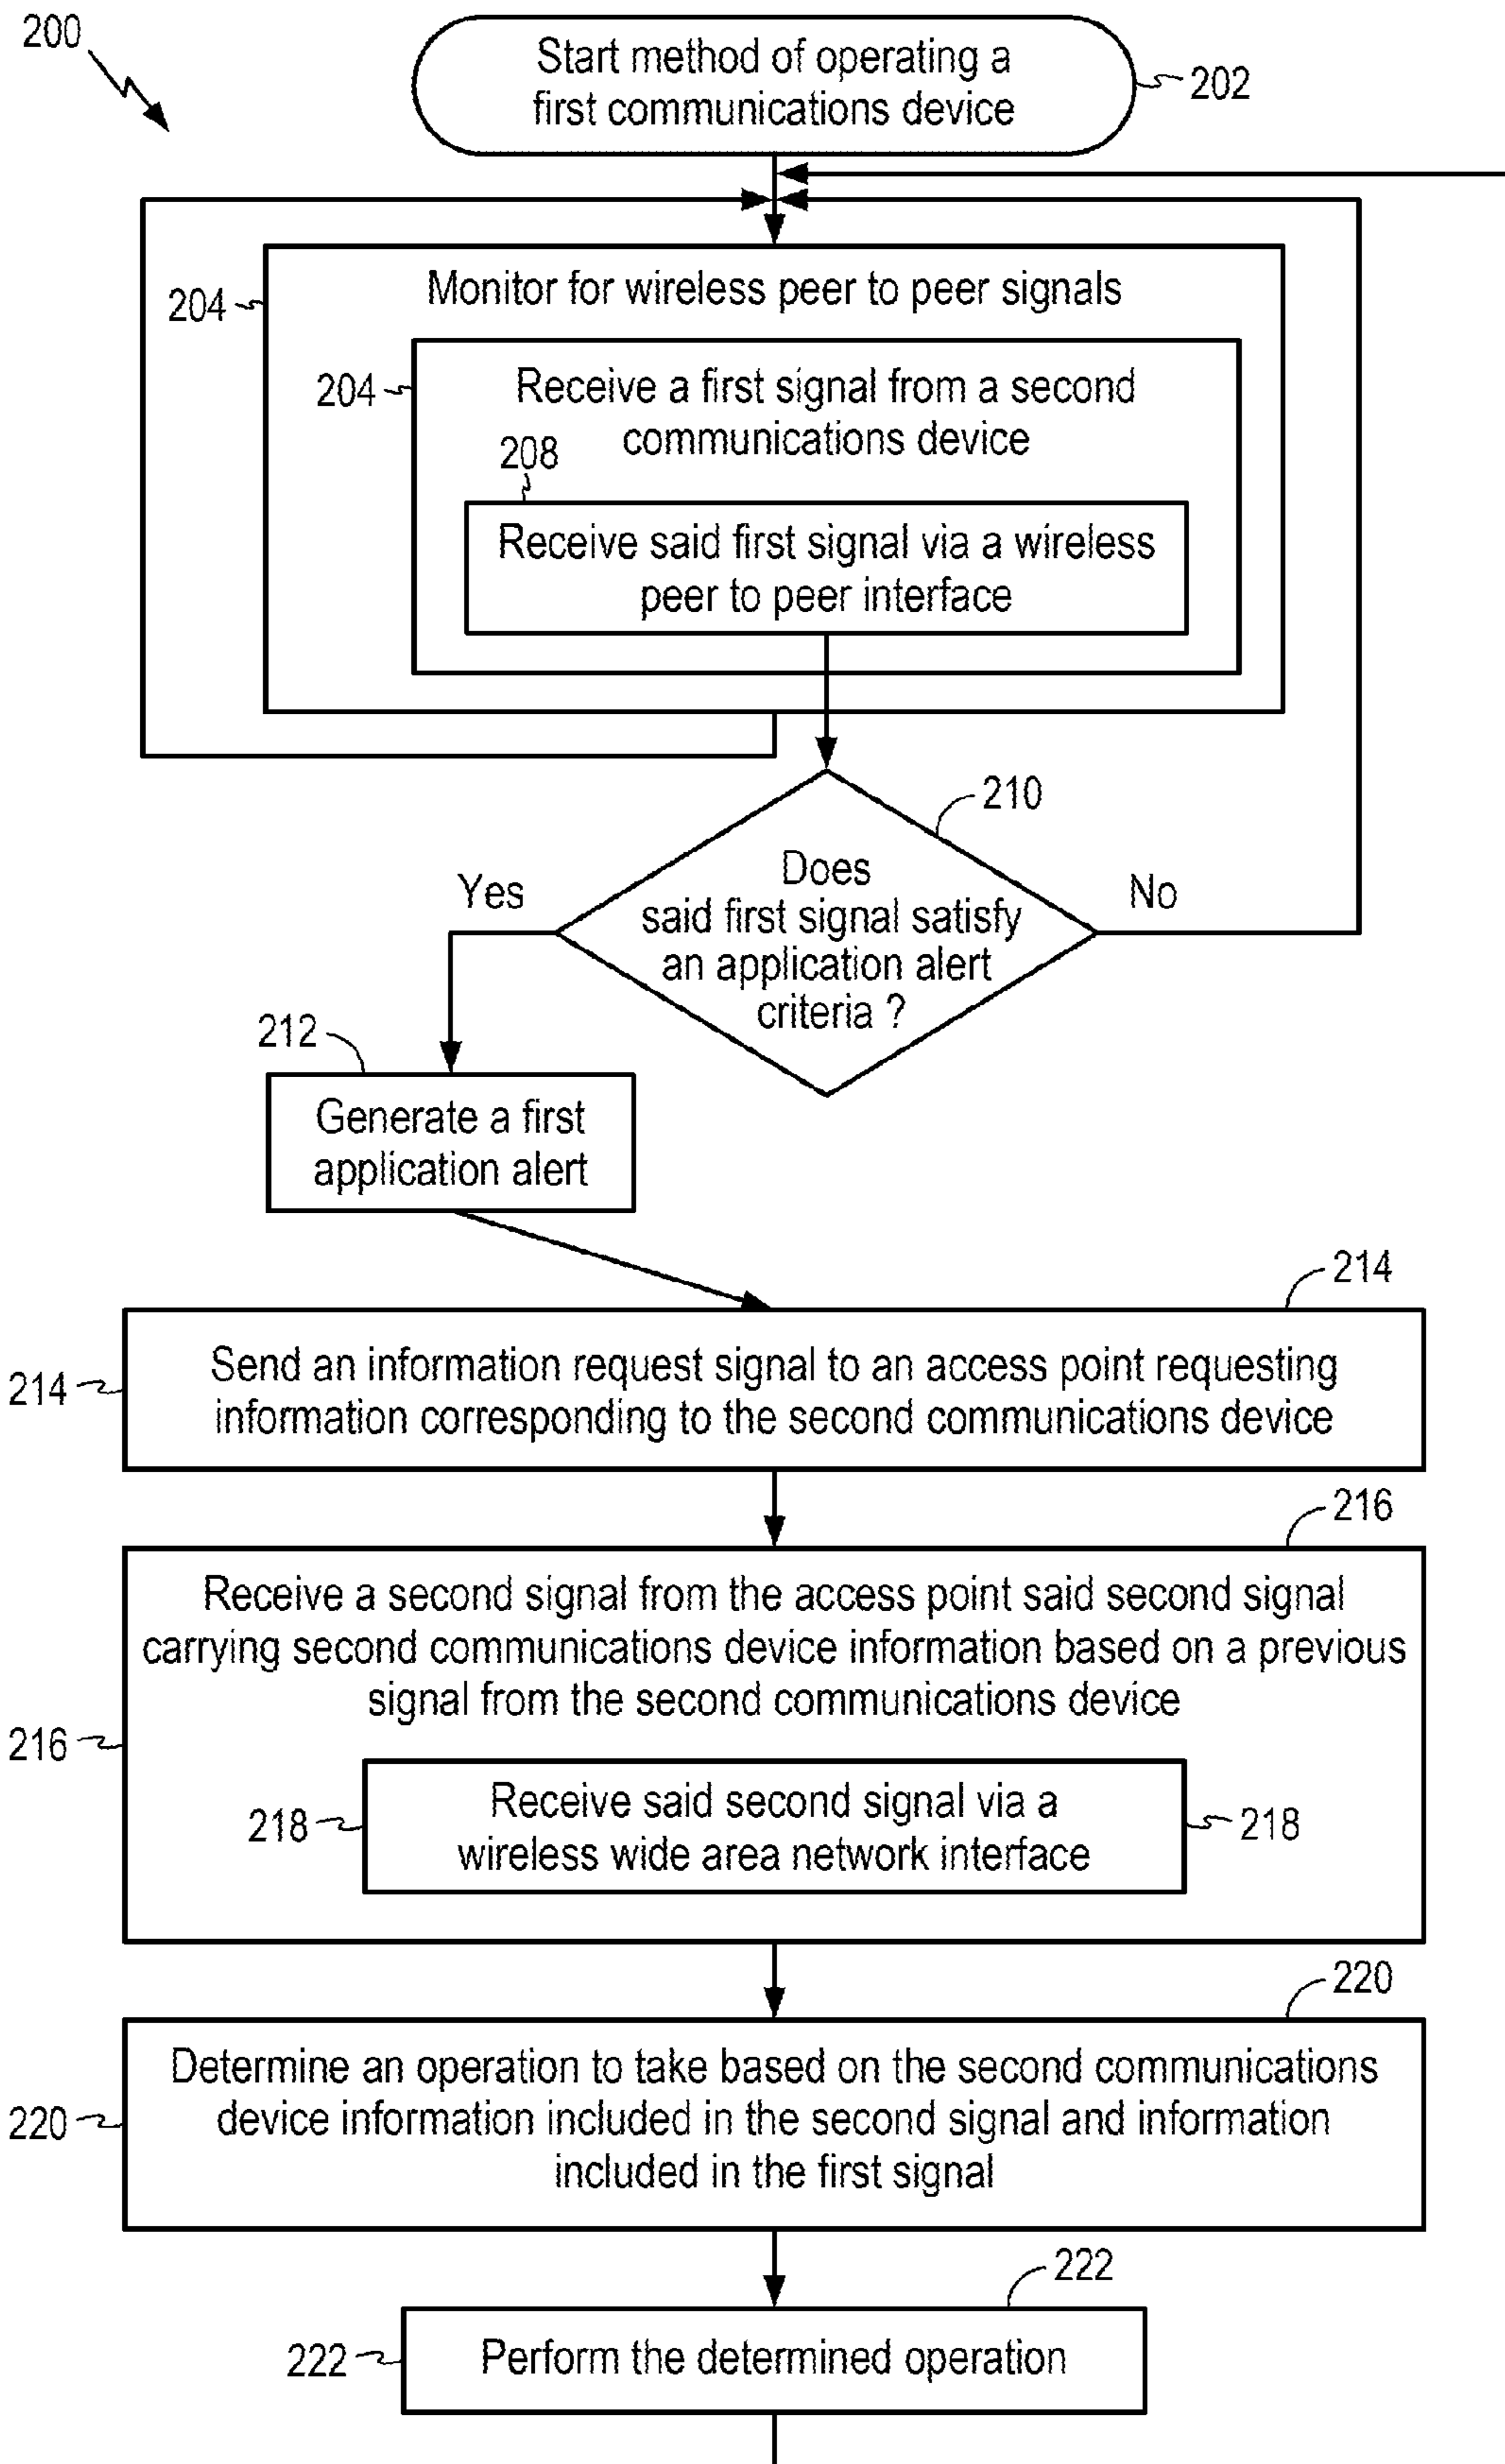 200
Start method of operating a
first communications device
202
Monitor for wireless peer to peer signals
204
204
Receive a first signal from a second
communications device
208
Receive said first signal via a wireless
peer to peer interface
210
Does
said first signal satisfy
an application alert
criteria ?
Yes
No
212
Generate a first
application alert
214
214
Send an information request signal to an access point requesting
information corresponding to the second communications device
216
Receive a second signal from the access point said second signal
carrying second communications device information based on a previous
signal from the second communications device
216
218
Receive said second signal via a
wireless wide area network interface
218
220
Determine an operation to take based on the second communications
device information included in the second signal and information
included in the first signal
220
222
222
Perform the determined operation